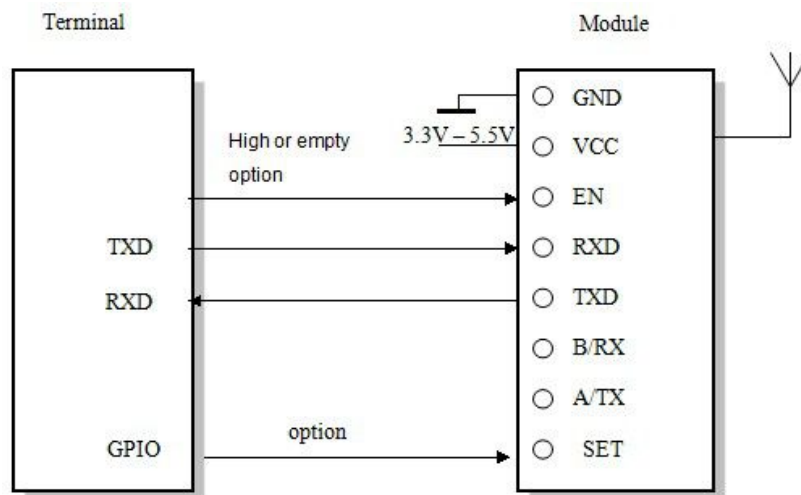 Terminal
Module
GND
3.3V – 5.5V
VCC
High or empty
option
EN
TXD
RXD
RXD
TXD
B/RX
A/TX
GPIO
option
SET